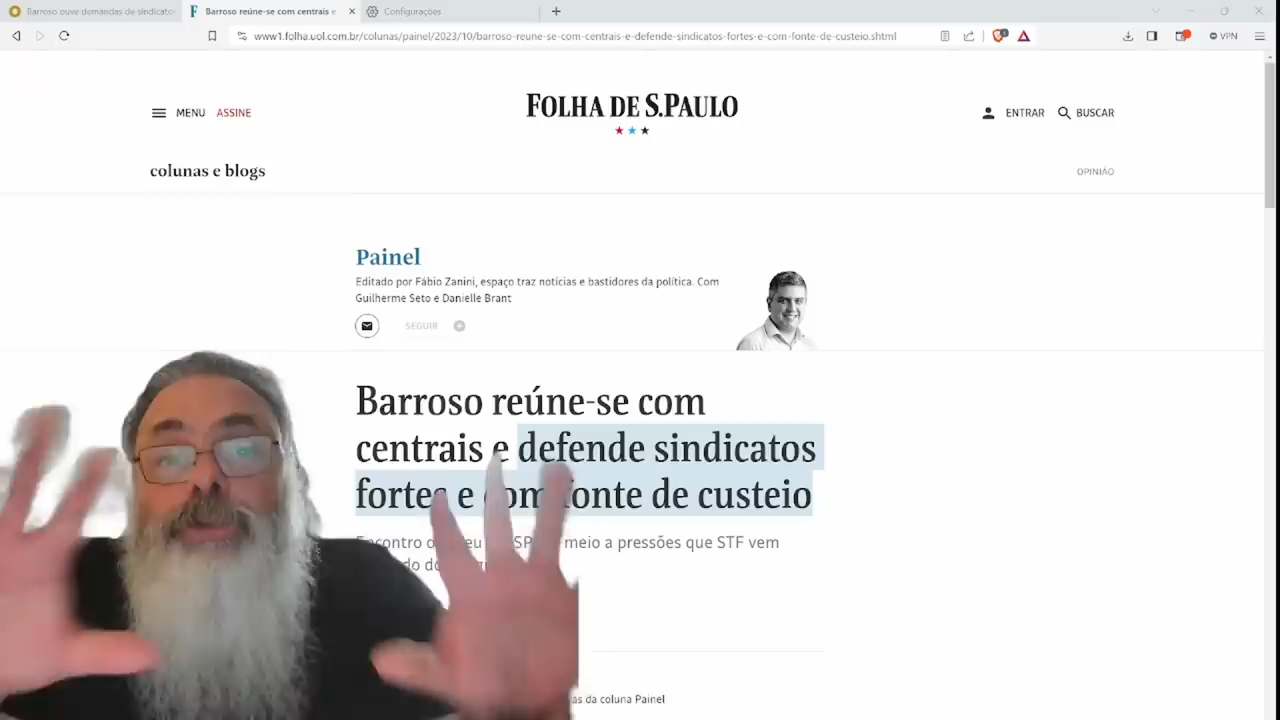 Barroso ouve demandas de sindicatos
Barroso reúne-se com centrais e
Configurações
www1.folha.uol.com.br/colunas/painel/2023/10/barroso-reune-se-com-centrais-e-defende-sindicatos-fortes-e-com-fonte-de-custeio.shtml
VPN
MENU ASSINE
FOLHA DE S.PAULO
ENTRAR BUSCAR
colunas e blogs
OPINIÃO
Painel
Editado por Fábio Zanini, espaço traz notícias e bastidores da política. Com
Guilherme Seto e Danielle Brant
SEGUIR
Barroso reúne-se com
centrais e defende sindicatos
fortes e com fonte de custeio
meio a pressões que STF vem
da coluna Painel